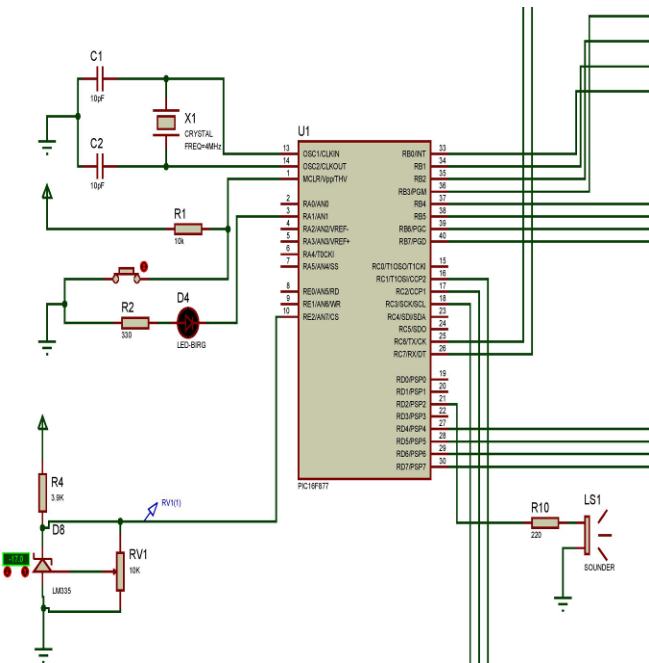 C1
10pF
X1
CRYSTAL
FREQ=4MHz
C2
10pF
R1
10k
R2
330
D4
LED-BIRG
U1
13 OSC1/CLKIN
14 OSC2/CLKOUT
1 MCLR/Vpp/THV
2 RA0/AN0
3 RA1/AN1
4 RA2/AN2/VREF-
5 RA3/AN3/VREF+
6 RA4/T0CKI
7 RA5/AN4/SS
8 RE0/AN5/RD
9 RE1/AN6/WR
10 RE2/AN7/CS
RB0/INT 33
RB1 34
RB2 35
RB3/PGM 36
RB4 37
RB5 38
RB6/PGC 39
RB7/PGD 40
RC0/T1OSO/T1CKI 15
RC1/T1OSI/CCP2 16
RC2/CCP1 17
RC3/SCK/SCL 18
RC4/SDI/SDA 23
RC5/SDO 24
RC6/TX/CK 25
RC7/RX/DT 26
RD0/PSP0 19
RD1/PSP1 20
RD2/PSP2 21
RD3/PSP3 22
RD4/PSP4 27
RD5/PSP5 28
RD6/PSP6 29
RD7/PSP7 30
PIC16F877
R4
3.9K
RV1(1)
D8
-17.0
LM335
RV1
10K
R10
220
LS1
SOUNDER